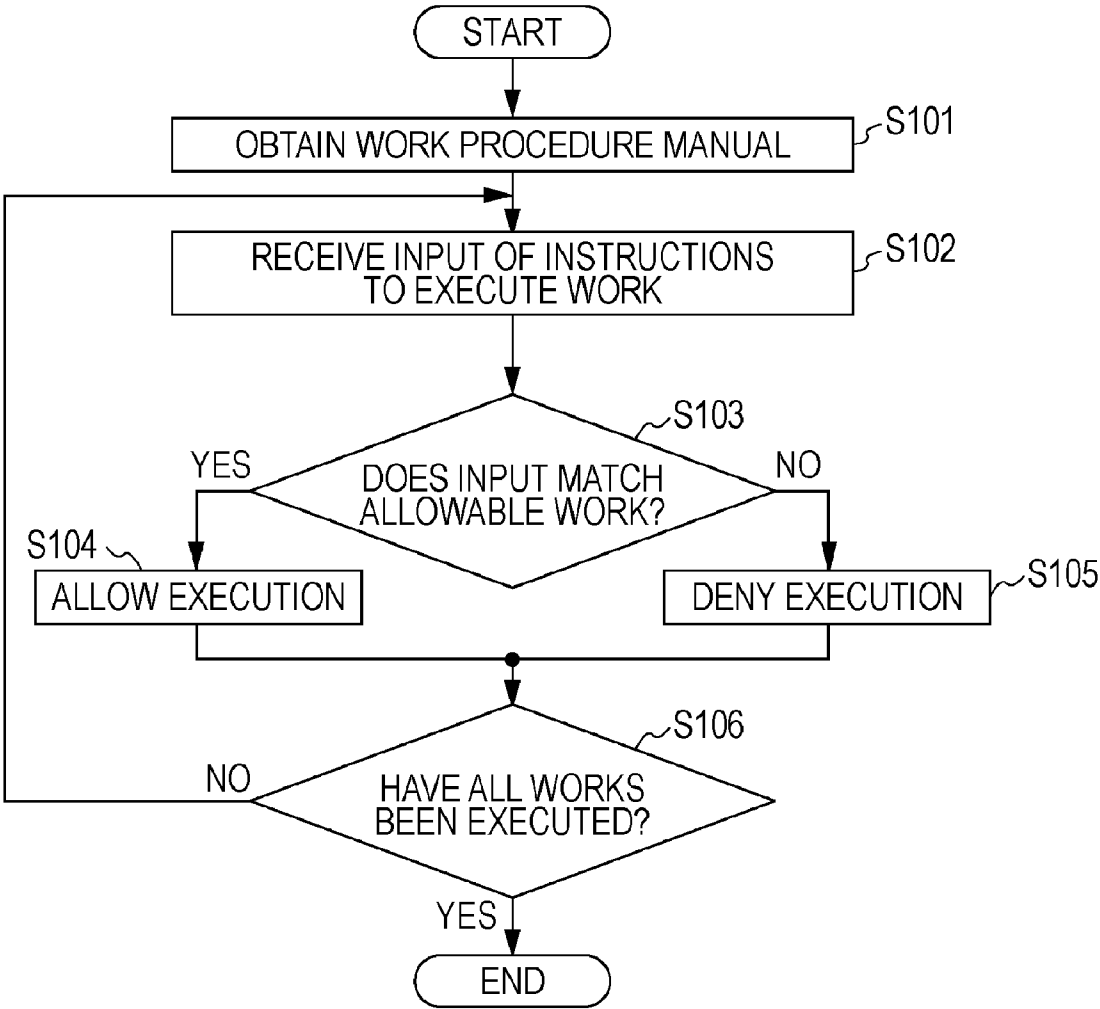 START
OBTAIN WORK PROCEDURE MANUAL
S101
RECEIVE INPUT OF INSTRUCTIONS
TO EXECUTE WORK
S102
S103
YES
NO
DOES INPUT MATCH
ALLOWABLE WORK?
S104
ALLOW EXECUTION
DENY EXECUTION
S105
S106
NO
HAVE ALL WORKS
BEEN EXECUTED?
YES
END